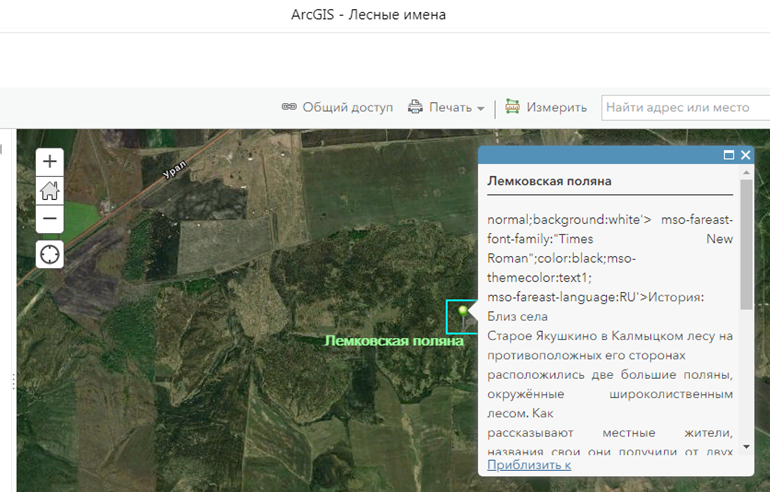 ArcGIS - Лесные имена
Общий доступ Печать Измерить Найти адрес или место
Урал
Лемковская поляна
Лемковская поляна
normal;background:white'> mso-fareast-
font-family:"Times New
Roman";color:black;mso-
themecolor:text1;
mso-fareast-language:RU'>История:
Близ села
Старое Якушкино в Калмыцком лесу на
противоположных его сторонах
расположились две большие поляны,
окружённые широколиственным
лесом. Как
рассказывают местные жители,
названия свои они получили от двух
Приблизить к